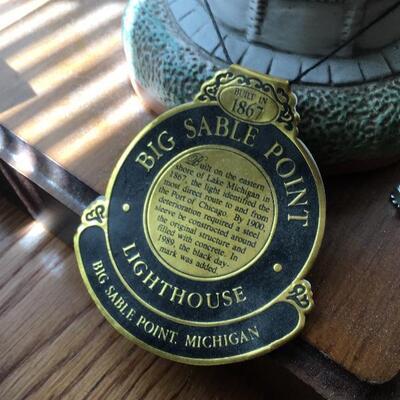 BUILT IN
1867
BIG SABLE POINT
Built on the eastern
shore of Lake Michigan in
1867, the light identified the
most direct route to and from
the Port of Chicago. By 1900,
deterioration required a steel
sleeve be constructed around
the original structure and
filled with concrete. In
1989, the black day-
mark was added
LIGHTHOUSE
BIG SABLE POINT, MICHIGAN